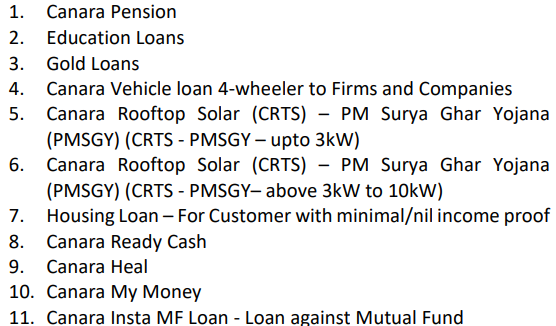 1. Canara Pension
2. Education Loans
3. Gold Loans
4. Canara Vehicle loan 4-wheeler to Firms and Companies
5. Canara Rooftop Solar (CRTS) – PM Surya Ghar Yojana
(PMSGY) (CRTS - PMSGY – upto 3kW)
6. Canara Rooftop Solar (CRTS) – PM Surya Ghar Yojana
(PMSGY) (CRTS - PMSGY– above 3kW to 10kW)
7. Housing Loan – For Customer with minimal/nil income proof
8. Canara Ready Cash
9. Canara Heal
10. Canara My Money
11. Canara Insta MF Loan - Loan against Mutual Fund